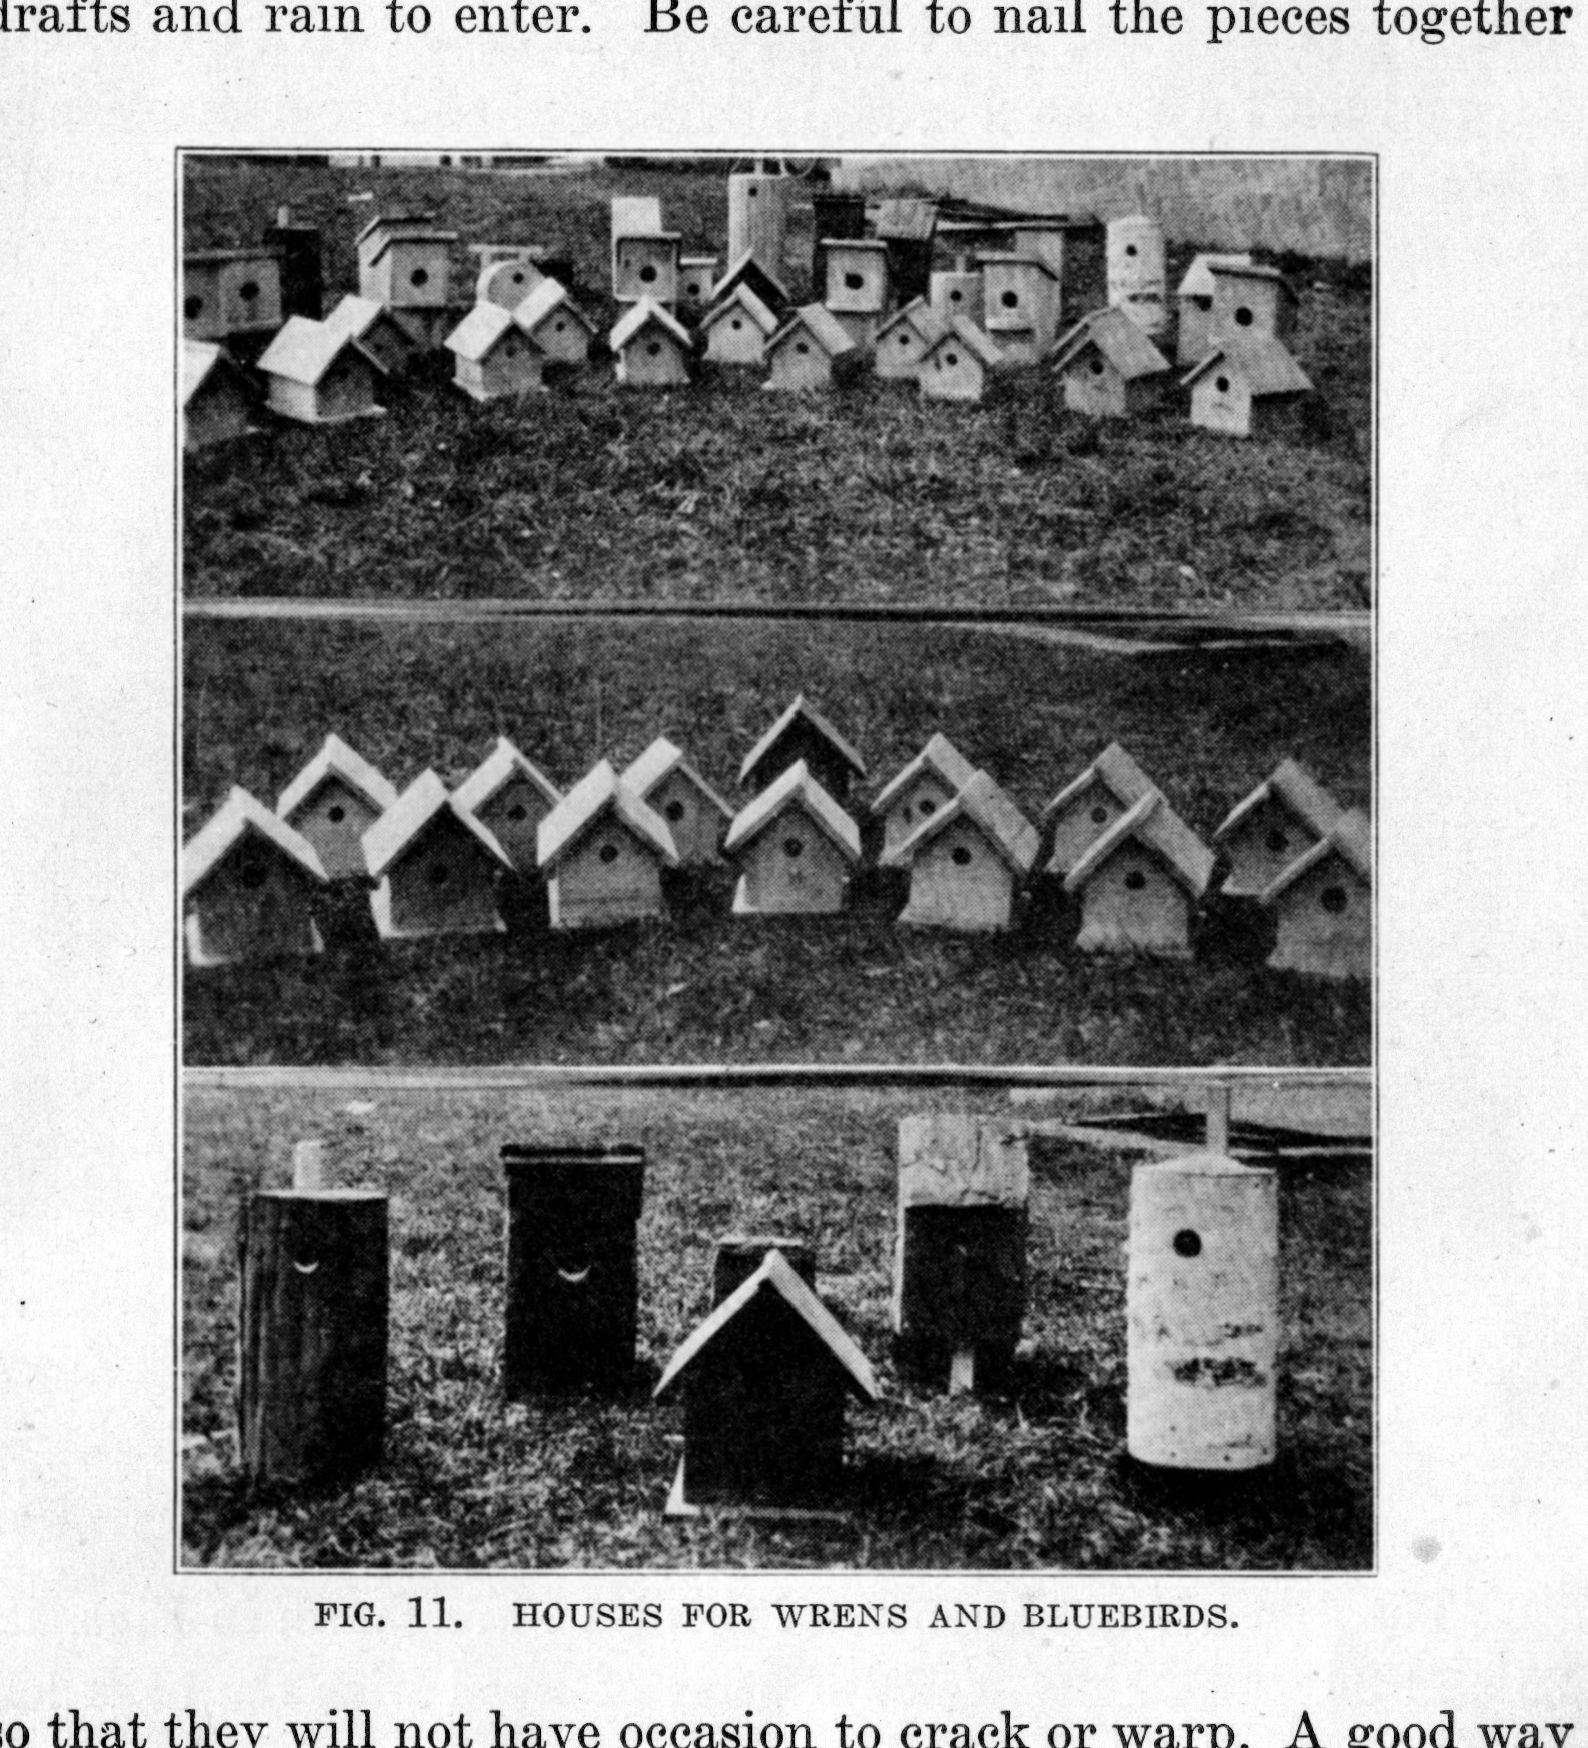 drafts and rain to enter. Be careful to nail the pieces together
FIG. 11. HOUSES FOR WRENS AND BLUEBIRDS.
so that they will not have occasion to crack or warp. A good way